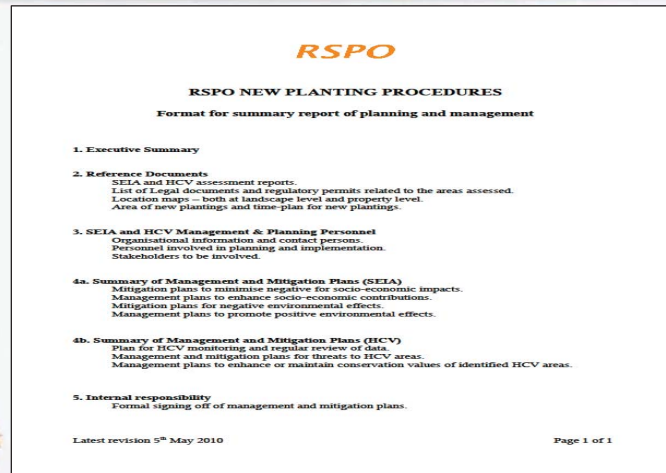 RSPO
RSPO NEW PLANTING PROCEDURES
Format for summary report of planning and management
1. Executive Summary
2. Reference Documents
SEIA and HCV assessment reports.
List of Legal documents and regulatory permits related to the areas assessed.
Location maps – both at landscape level and property level.
Area of new plantings and time-plan for new plantings.
3. SEIA and HCV Management & Planning Personnel
Organisational information and contact persons.
Personnel involved in planning and implementation.
Stakeholders to be involved.
4a. Summary of Management and Mitigation Plans (SEIA)
Mitigation plans to minimise negative for socio-economic impacts.
Management plans to enhance socio-economic contributions.
Mitigation plans for negative environmental effects.
Management plans to promote positive environmental effects.
4b. Summary of Management and Mitigation Plans (HCV)
Plan for HCV monitoring and regular review of data.
Management and mitigation plans for threats to HCV areas.
Management plans to enhance or maintain conservation values of identified HCV areas.
5. Internal responsibility
Formal signing off of management and mitigation plans.
Latest revision 5th May 2010 Page 1 of 1